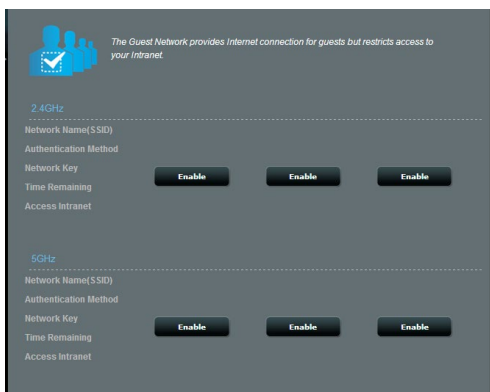 The Guest Network provides Internet connection for guests but restricts access to
your Intranet.
2.4GHz
Network Name(SSID)
Authentication Method
Network Key
Enable Enable Enable
Time Remaining
Access Intranet
5GHz
Network Name(SSID)
Authentication Method
Network Key
Enable Enable Enable
Time Remaining
Access Intranet